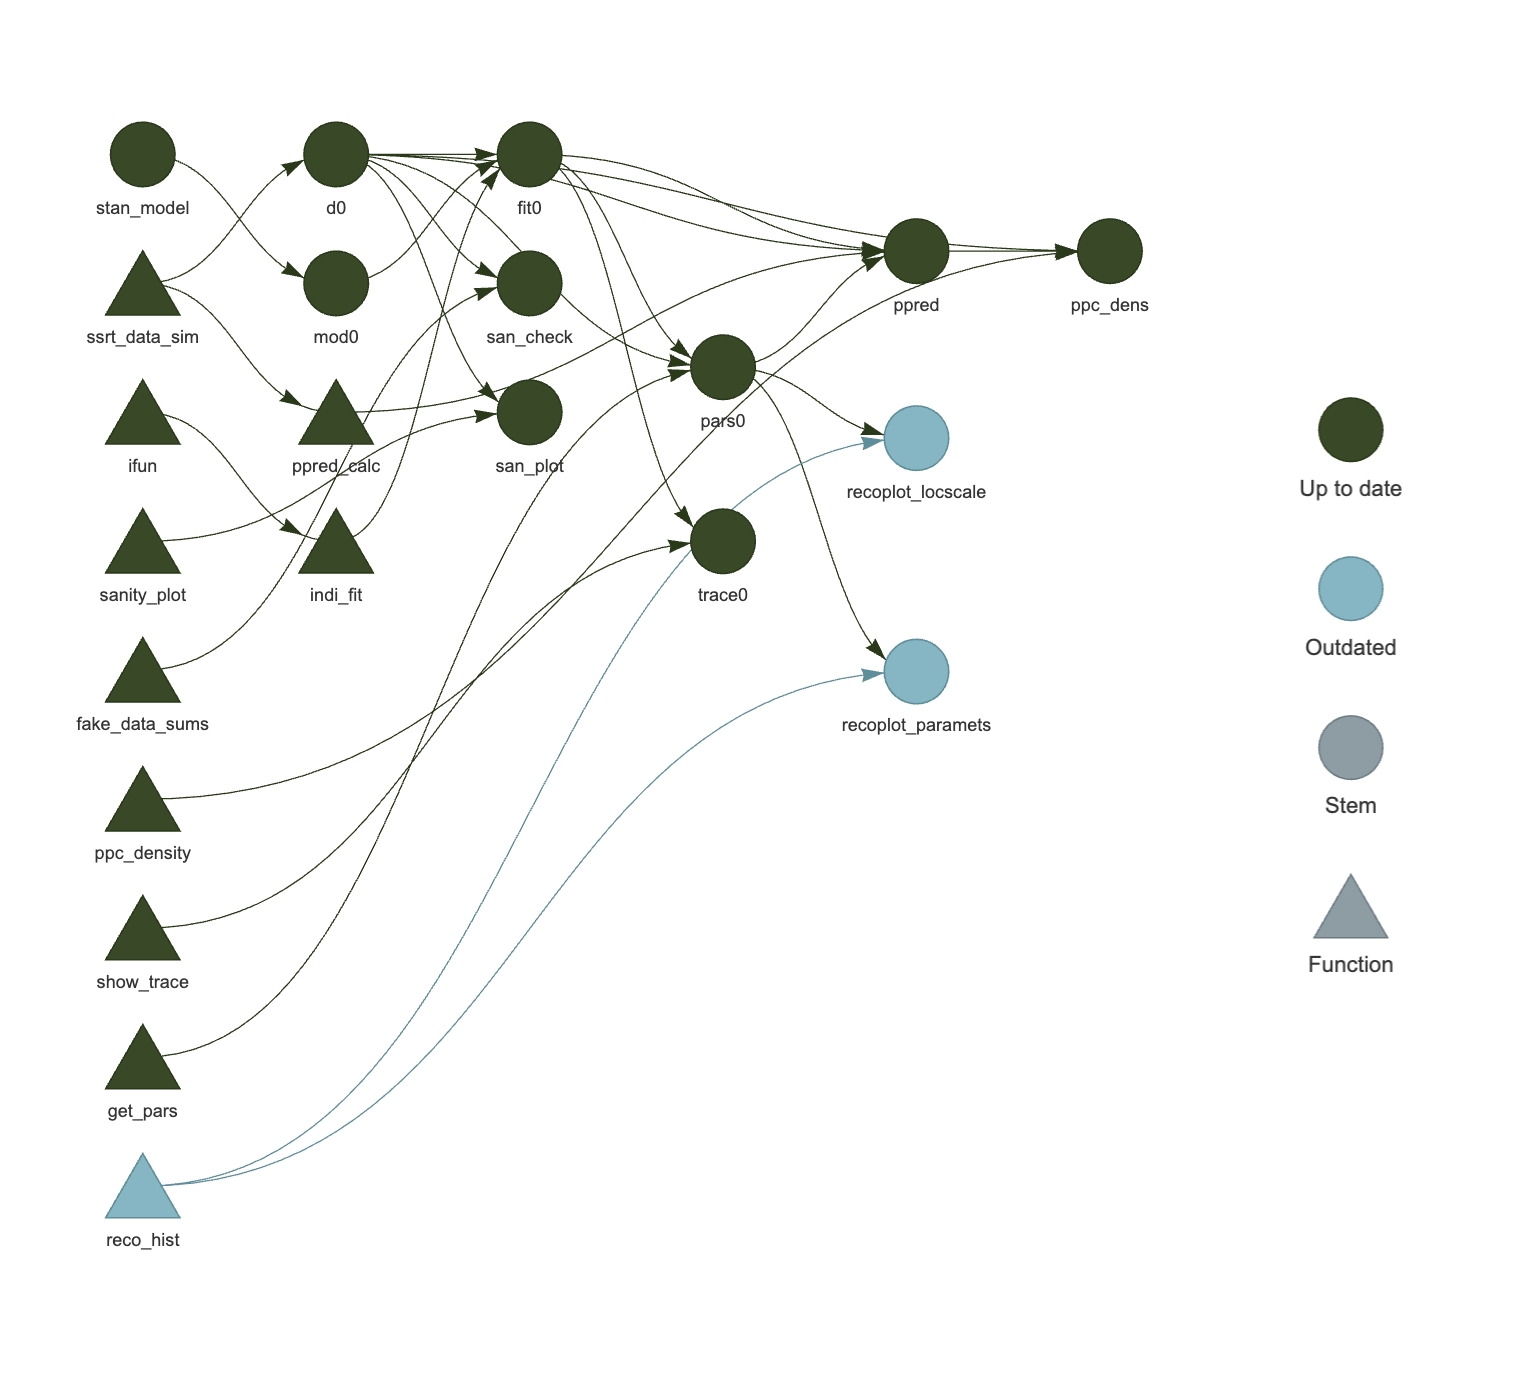 stan_model
d0
fit0
ssrt_data_sim
mod0
san_check
ppred
ppc_dens
ifun
ppred_calc
san_plot
pars0
recoplot_locscale
sanity_plot
indi_fit
trace0
fake_data_sums
recoplot_paramets
ppc_density
show_trace
get_pars
reco_hist
Up to date
Outdated
Stem
Function